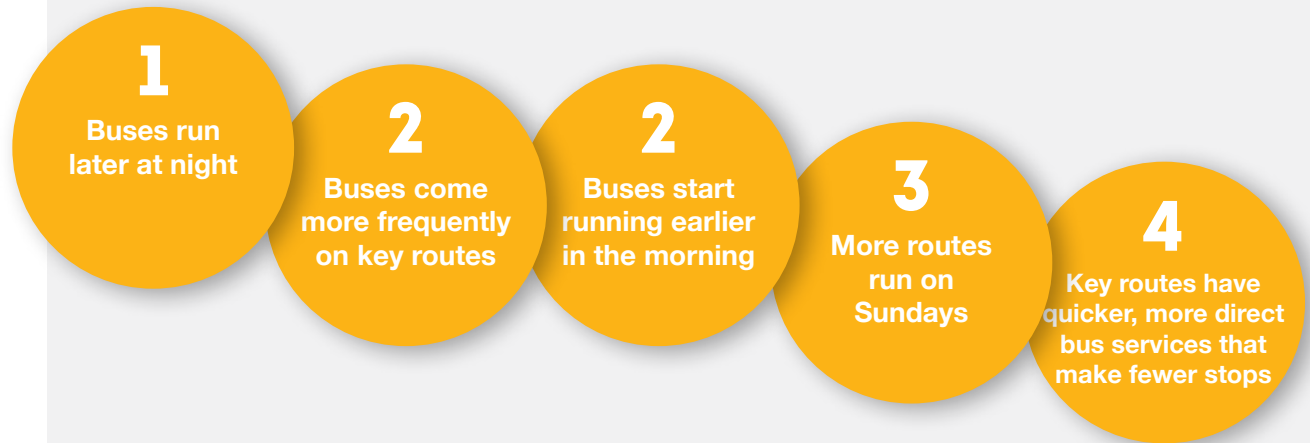 1
Buses run
later at night
2
Buses come
more frequently
on key routes
2
Buses start
running earlier
in the morning
3
More routes
run on
Sundays
4
Key routes have
quicker, more direct
bus services that
make fewer stops